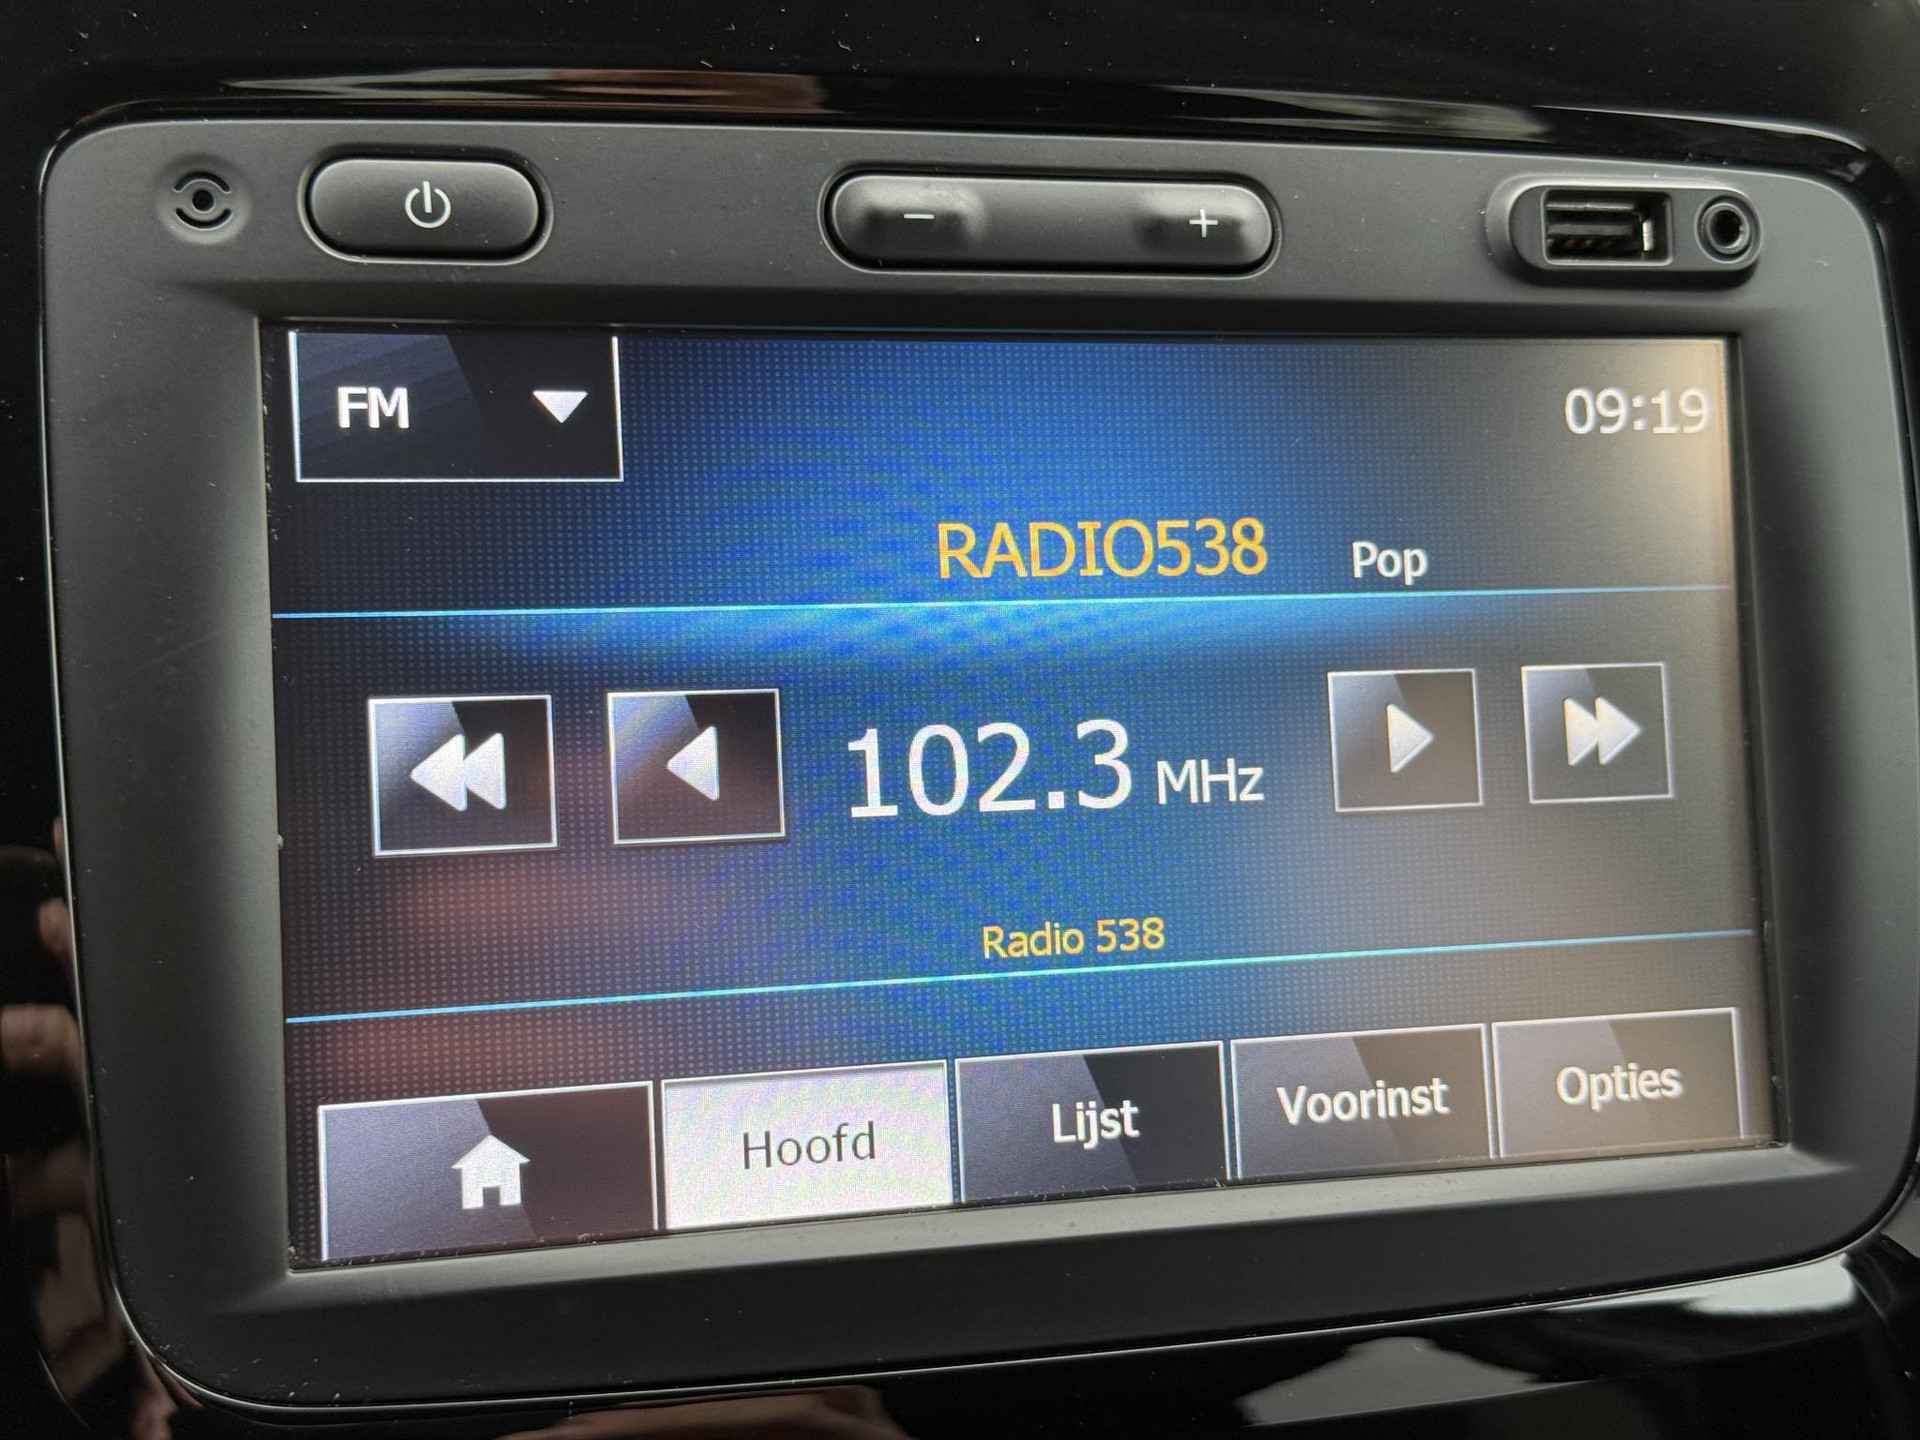 FM
09:19
RADIO538 Pop
102.3 MHz
Radio 538
Hoofd Lijst Voorinst Opties